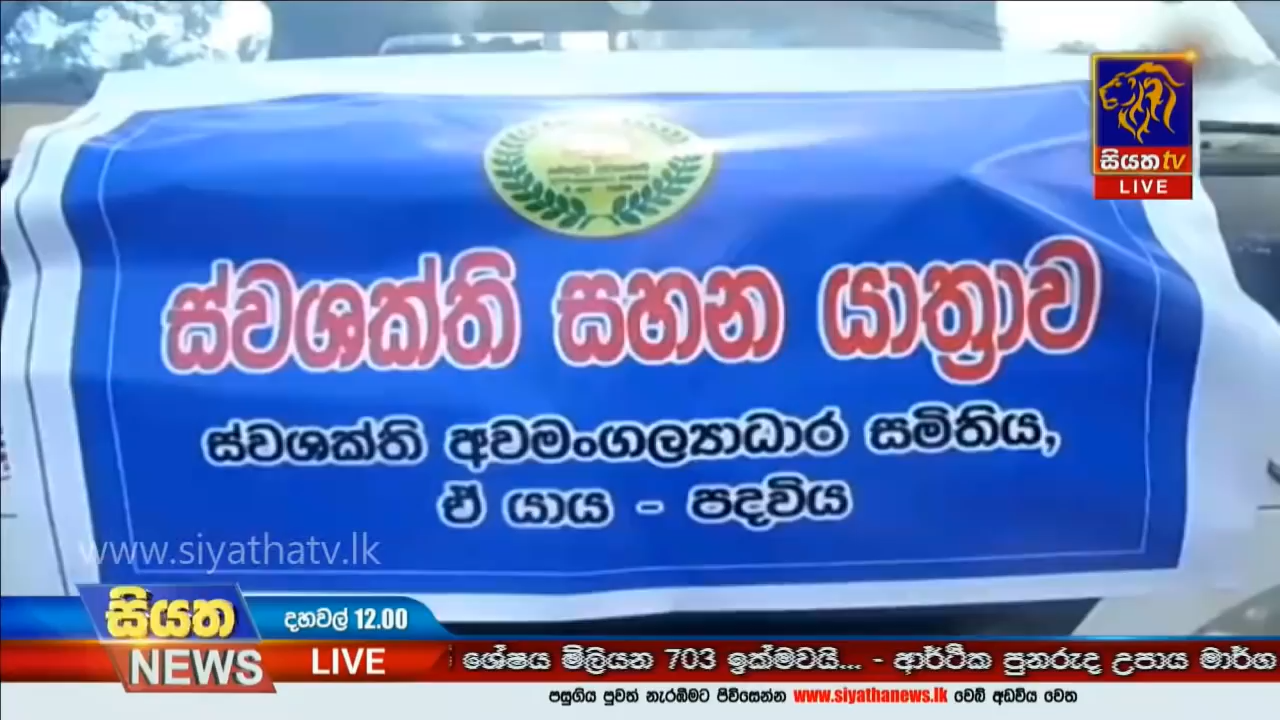 සියත tv
LIVE
ස්වශක්ති සහන යාත්‍රාව
ස්වශක්ති අවමංගල්‍යාධාර සමිතිය,
ඒ යාය - පදවිය
www.siyathatv.lk
සියත
NEWS
දහවල් 12.00
LIVE
ශේෂය මිලියන 703 ඉක්මවයි... - ආර්ථික පුනරුද උපාය මාර්ග
පසුගිය පුවත් නැරඹීමට පිවිසෙන්න www.siyathanews.lk වෙබ් අඩවිය වෙත